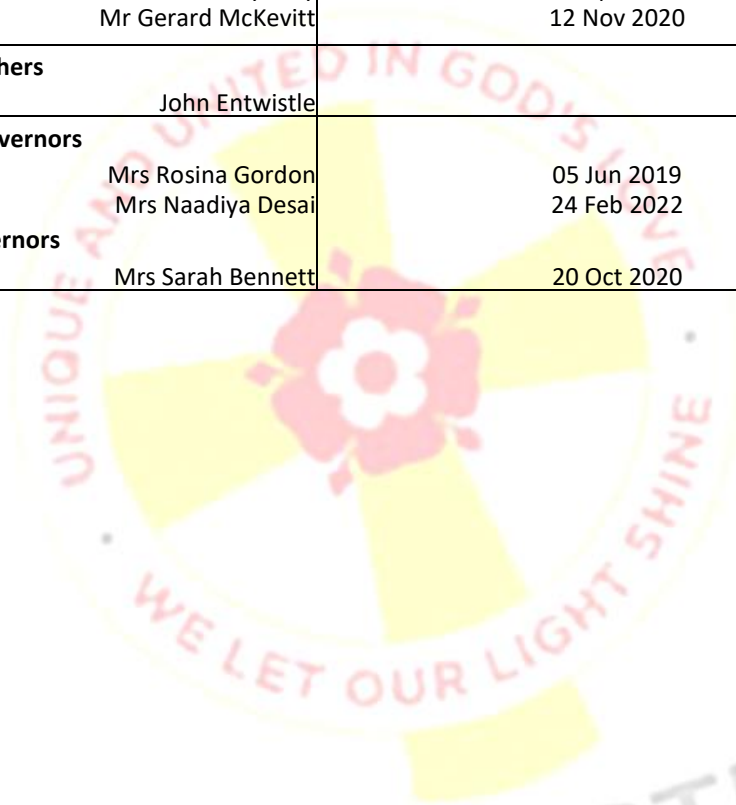 Mr Gerard McKevitt 12 Nov 2020
hers
John Entwistle
vernors
Mrs Rosina Gordon 05 Jun 2019
Mrs Naadiya Desai 24 Feb 2022
ernors
Mrs Sarah Bennett 20 Oct 2020
UNIQUE AND UNITED IN GOD'S LOVE
WE LET OUR LIGHT SHINE